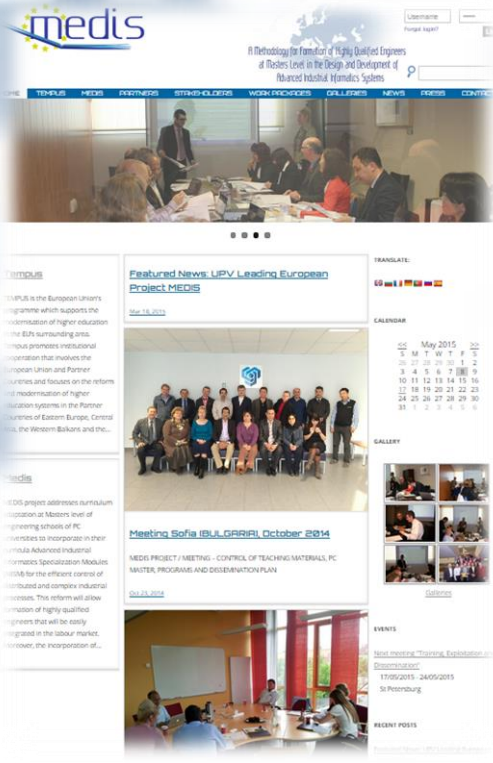 medis
Username
Forgot login?
A Methodology for Formation of Highly Qualified Engineers
at Masters Level in the Design and Development of
Advanced Industrial Informatics Systems
TEMPUS MEDIS PARTNERS STAKEHOLDERS WORK PACKAGES GALLERIES NEWS PRESS
Tempus
TEMPUS is the European Union's
programme which supports the
modernisation of higher education
in the EU's surrounding area.
Tempus promotes institutional
cooperation that involves the
European Union and Partner
Countries and focuses on the reform
and modernisation of higher
education systems in the Partner
Countries of Eastern Europe, Central
Asia, the Western Balkans and the...
Medis
MEDIS project addresses curriculum
adaptation at Masters level of
engineering schools of PC
universities to incorporate in their
curricula Advanced Industrial
Informatics Specialization Modules
for the efficient control of
distributed and complex industrial
processes. This reform will allow
formation of highly qualified
engineers that will be easily
integrated in the labour market,
moreover, the incorporation of...
Featured News: UPV Leading European
Project MEDIS
Mar 18, 2015
Meeting Sofia (BULGARIA), October 2014
MEDIS PROJECT / MEETING - CONTROL OF TEACHING MATERIALS, PC
MASTER, PROGRAMS AND DISSEMINATION PLAN
Oct 23, 2014
TRANSLATE:
CALENDAR
<< May 2015 >>
S M T W T F S
26 27 28 29 30 1 2
3 4 5 6 7 8 9
10 11 12 13 14 15 16
17 18 19 20 21 22 23
24 25 26 27 28 29 30
31 1 2 3 4 5 6
GALLERY
Galleries
EVENTS
Next meeting "Training, Exploitation and
Dissemination"
17/05/2015 - 24/05/2015
St Petersburg
RECENT POSTS